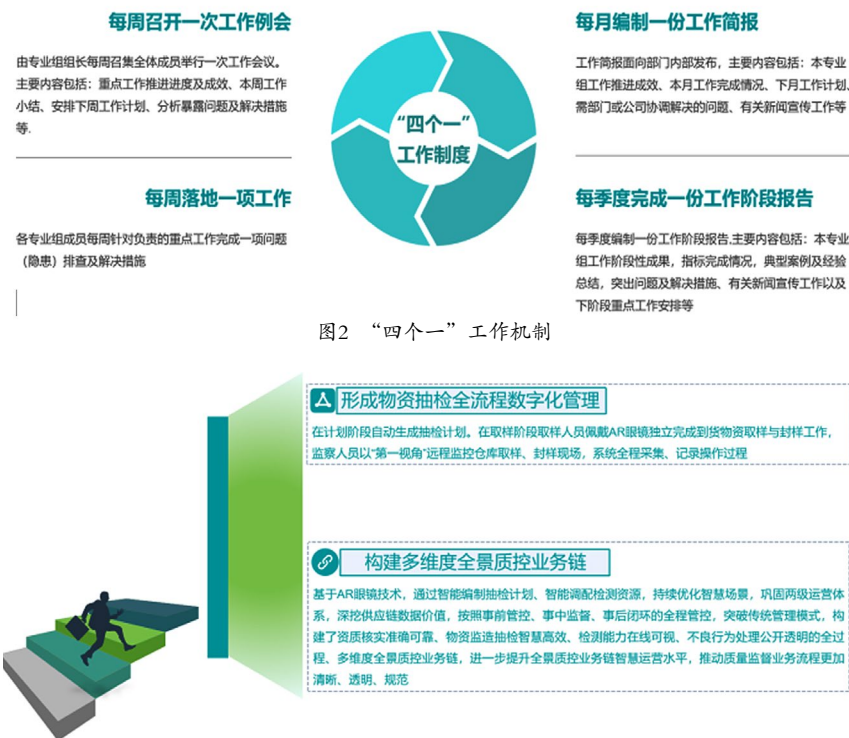 每周召开一次工作例会
由专业组组长每周召集全体成员举行一次工作会议。
主要内容包括：重点工作推进进度及成效、本周工作
小结、安排下周工作计划、分析暴露问题及解决措施
等.
每周落地一项工作
各专业组成员每周针对负责的重点工作完成一项问题
（隐患）排查及解决措施
“四个一”
工作制度
每月编制一份工作简报
工作简报面向部门内部发布，主要内容包括：本专业
组工作推进成效、本月工作完成情况、下月工作计划、
需部门或公司协调解决的问题、有关新闻宣传工作等
每季度完成一份工作阶段报告
每季度编制一份工作阶段报告,主要内容包括：本专业
组工作阶段性成果，指标完成情况，典型案例及经验
总结，突出问题及解决措施、有关新闻宣传工作以及
下阶段重点工作安排等
图2 “四个一”工作机制
形成物资抽检全流程数字化管理
在计划阶段自动生成抽检计划。在取样阶段取样人员佩戴AR眼镜独立完成到货物资取样与封样工作，
监察人员以“第一视角”远程监控仓库取样、封样现场，系统全程采集、记录操作过程
构建多维度全景质控业务链
基于AR眼镜技术，通过智能编制抽检计划、智能调配检测资源，持续优化智慧场景，巩固两级运营体
系，深挖供应链数据价值，按照事前管控、事中监督、事后闭环的全程管控，突破传统管理模式，构
建了资质核实准确可靠、物资监造抽检智慧高效、检测能力在线可视、不良行为处理公开透明的全过
程、多维度全景质控业务链，进一步提升全景质控业务链智慧运营水平，推动质量监督业务流程更加
清晰、透明、规范